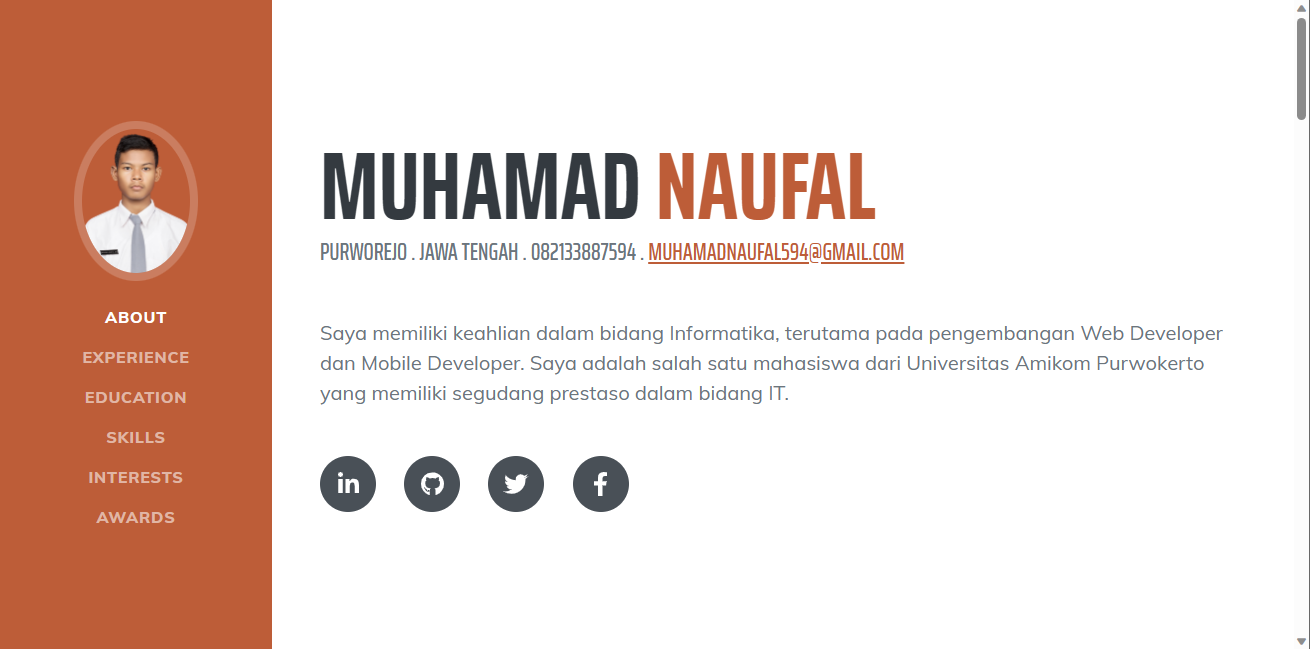 ABOUT
EXPERIENCE
EDUCATION
SKILLS
INTERESTS
AWARDS
MUHAMAD NAUFAL
PURWOREJO . JAWA TENGAH . 082133887594 . MUHAMADNAUFAL594@GMAIL.COM
Saya memiliki keahlian dalam bidang Informatika, terutama pada pengembangan Web Developer
dan Mobile Developer. Saya adalah salah satu mahasiswa dari Universitas Amikom Purwokerto
yang memiliki segudang prestaso dalam bidang IT.